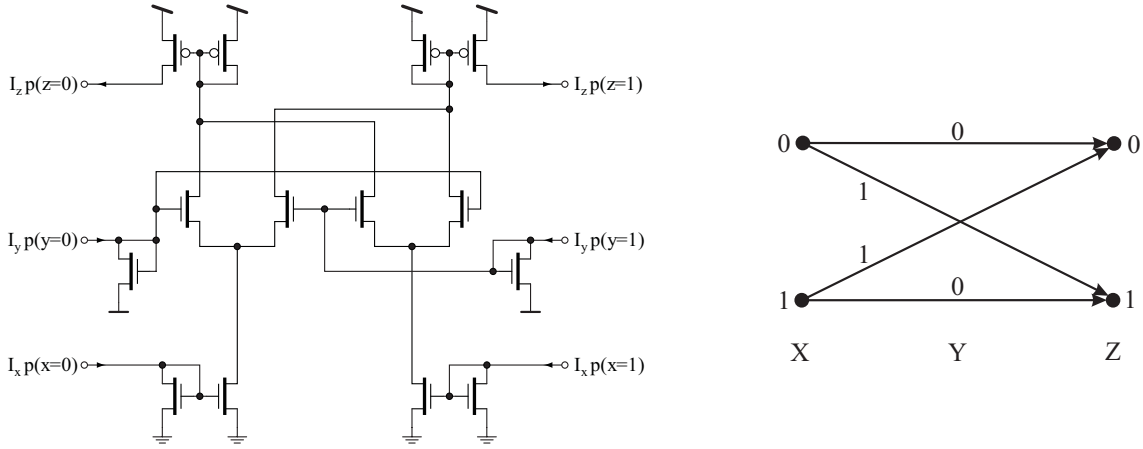 I_z p(z=0)
I_z p(z=1)
I_y p(y=0)
I_y p(y=1)
I_x p(x=0)
I_x p(x=1)
0
0
0
1
1
1
0
1
X
Y
Z